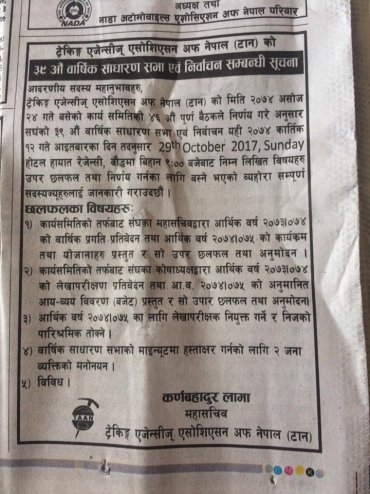 अध्यक्ष तथा
नाडा अटोमोवाइल्स एशोसिएसन अफ नेपाल परिवार
NADA
ट्रेकिङ एजेन्सीज् एसोशिएसन अफ नेपाल (टान) को
३९ औं वार्षिक साधारण सभा एवं निर्वाचन सम्बन्धी सूचना
आदरणीय सदस्य महानुभावहरु,
ट्रेकिङ एजेन्सीज् एसोशिएसन अफ नेपाल (टान) को मिति २०७४ असोज
२४ गते बसेको कार्य समितिको ४६ औं पूर्ण बैठकले निर्णय गरे अनुसार
संघको ३९ औं वार्षिक साधारण सभा एवं निर्वाचन यही २०७४ कार्तिक
१२ गते आइतबारका दिन तदनुसार 29th October 2017, Sunday
होटल हायात रेजेन्सी, बौद्धमा बिहान ९:०० बजेबाट निम्न लिखित विषयहरु
उपर छलफल तथा निर्णय गर्नका लागि बस्ने भएको व्यहोरा सम्पूर्ण
सदस्यज्यूहरुलाई जानकारी गराउदछौं ।
छलफलका विषयहरुः
१) कार्यसमितिको तर्फबाट संघका महासचिवद्वारा आर्थिक वर्ष २०७३।०७४
को वार्षिक प्रगति प्रतिवेदन तथा आर्थिक वर्ष २०७४।०७५ को कार्यक्रम
तथा योजनाहरु प्रस्तुत र सो उपर छलफल तथा अनुमोदन ।
२) कार्यसमितिको तर्फबाट संघका कोषाध्यक्षद्वारा आर्थिक वर्ष २०७३।०७४
को लेखापरीक्षण प्रतिवेदन तथा आ.व. २०७४।०७५ को अनुमानित
आय-व्यय विवरण (बजेट) प्रस्तुत र सो उपर छलफल तथा अनुमोदन।
३) आर्थिक वर्ष २०७४।०७५ का लागि लेखापरीक्षक नियुक्त गर्ने र निजको
पारिश्रमिक तोक्ने ।
४) वार्षिक साधारण सभाको माइन्यूटमा हस्ताक्षर गर्नको लागि २ जना
व्यक्तिको मनोनयन ।
५) विविध ।
कर्णबहादुर लामा
महासचिव
TAAN
ट्रेकिङ एजेन्सीज् एसोशिएसन अफ नेपाल (टान)
C M K